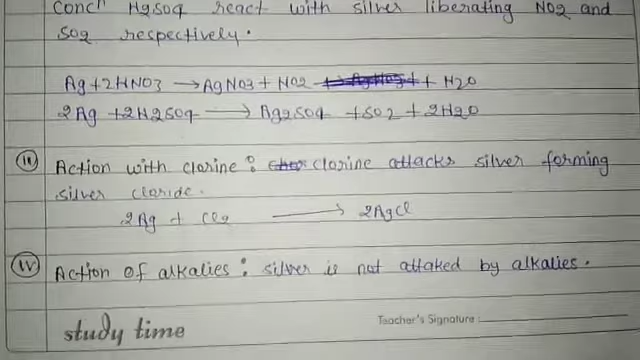 Concn H2SO4 react with silver liberating NO2 and
SO2 respectively.
Ag + 2HNO3 → AgNO3 + NO2 + H2O
2Ag + 2H2SO4 → Ag2SO4 + SO2 + 2H2O
(iii) Action with clorine : clorine attacks silver forming
silver cloride.
2Ag + Cl2 → 2AgCl
(iv) Action of alkalies : silver is not attaked by alkalies.
study time
Teacher's Signature :